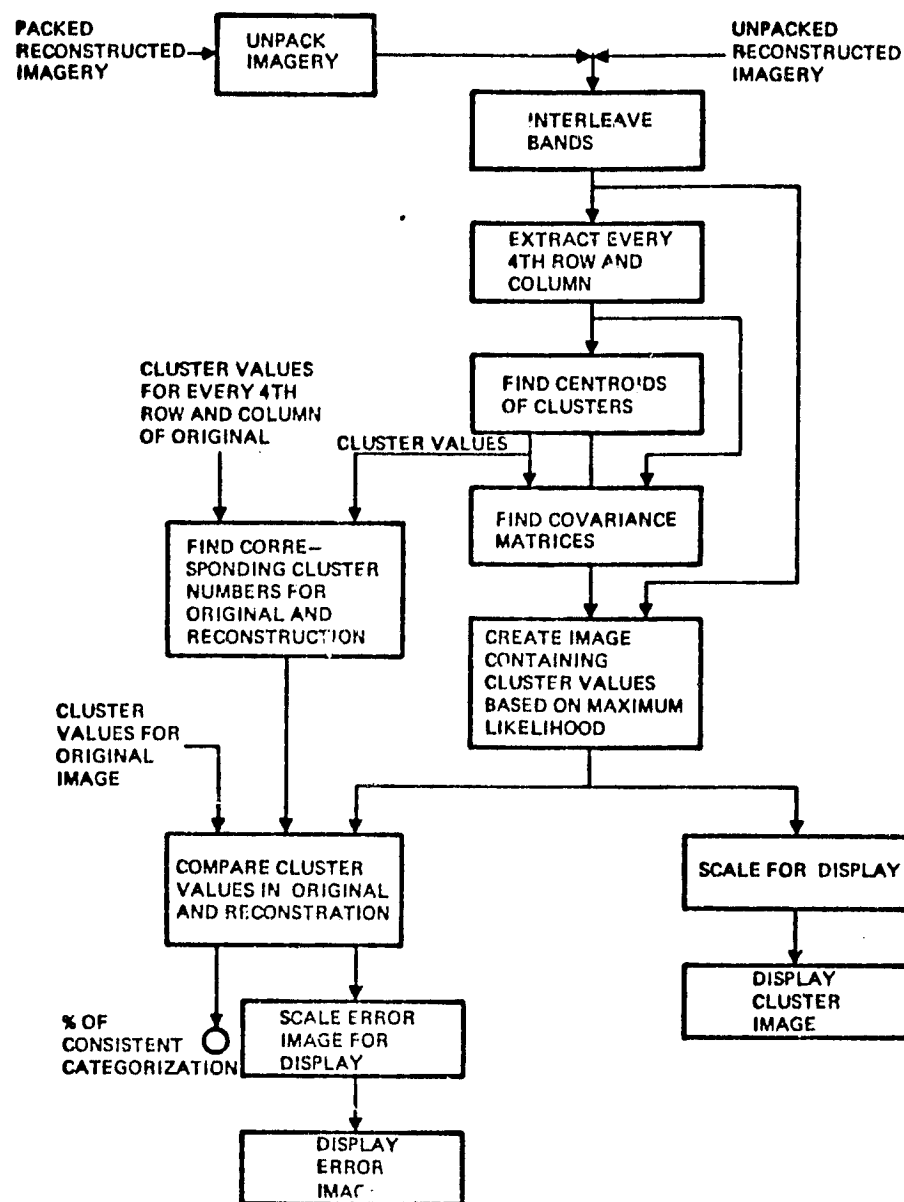 PACKED
RECONSTRUCTED
IMAGERY
UNPACK
IMAGERY
UNPACKED
RECONSTRUCTED
IMAGERY
INTERLEAVE
BANDS
EXTRACT EVERY
4TH ROW AND
COLUMN
CLUSTER VALUES
FOR EVERY 4TH
ROW AND COLUMN
OF ORIGINAL
FIND CENTROIDS
OF CLUSTERS
CLUSTER VALUES
FIND COVARIANCE
MATRICES
FIND CORRE–
SPONDING CLUSTER
NUMBERS FOR
ORIGINAL AND
RECONSTRUCTION
CREATE IMAGE
CONTAINING
CLUSTER VALUES
BASED ON MAXIMUM
LIKELIHOOD
CLUSTER
VALUES FOR
ORIGINAL
IMAGE
COMPARE CLUSTER
VALUES IN ORIGINAL
AND RECONSTRATION
SCALE FOR DISPLAY
DISPLAY
CLUSTER
IMAGE
% OF
CONSISTENT
CATEGORIZATION
SCALE ERROR
IMAGE FOR
DISPLAY
DISPLAY
ERROR